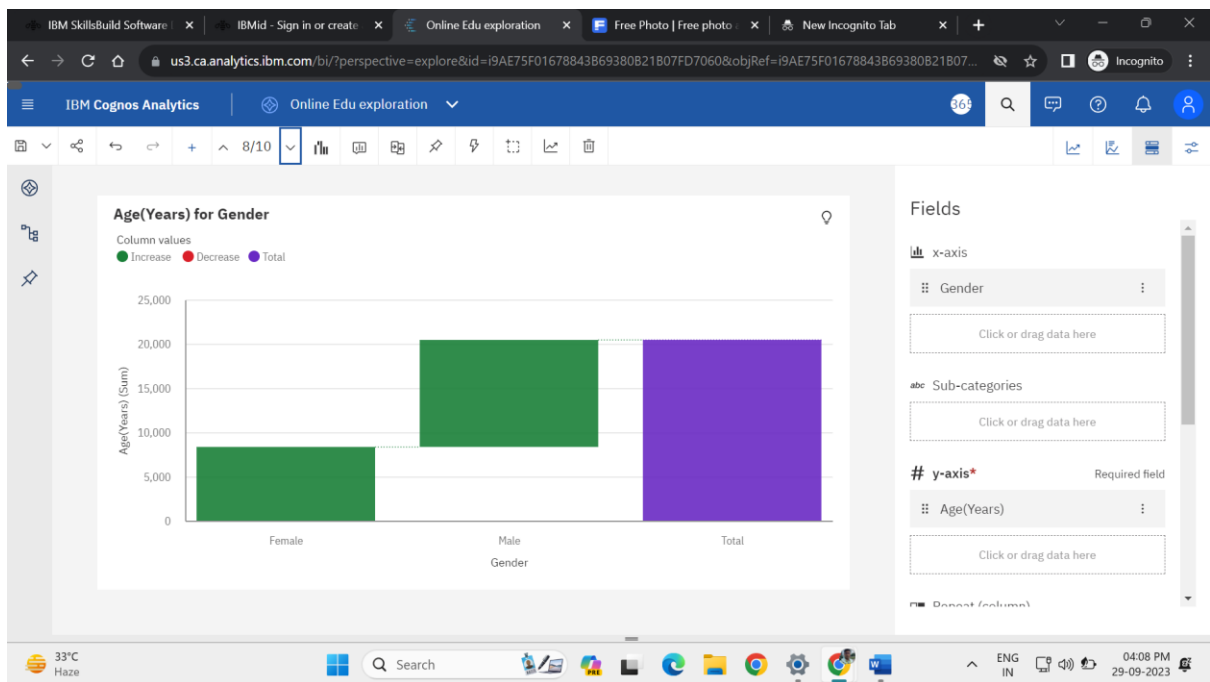 IBM SkillsBuild Software
IBMid - Sign in or create
Online Edu exploration
Free Photo | Free photo
New Incognito Tab
us3.ca.analytics.ibm.com/bi/?perspective=explore&id=i9AE75F01678843B69380B21B07FD7060&objRef=i9AE75F01678843B69380B21B07...
Incognito
IBM Cognos Analytics
Online Edu exploration
365
8/10
Age(Years) for Gender
Column values
Increase Decrease Total
25,000
20,000
15,000
10,000
5,000
0
Age(Years) (Sum)
Female Male Total
Gender
Fields
x-axis
Gender
Click or drag data here
abc Sub-categories
Click or drag data here
# y-axis* Required field
Age(Years)
Click or drag data here
Repeat (column)
33°C
Haze
Search
PRE
ENG
IN
04:08 PM
29-09-2023